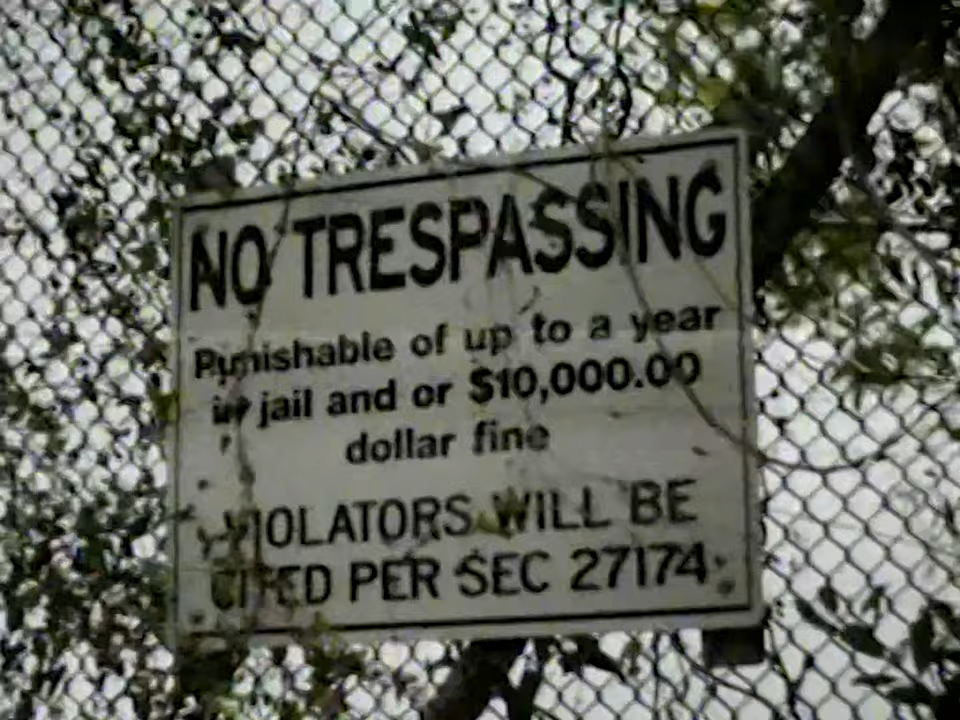 NO TRESPASSING
Punishable of up to a year
in jail and or $10,000.00
dollar fine
VIOLATORS WILL BE
CITED PER SEC 27174